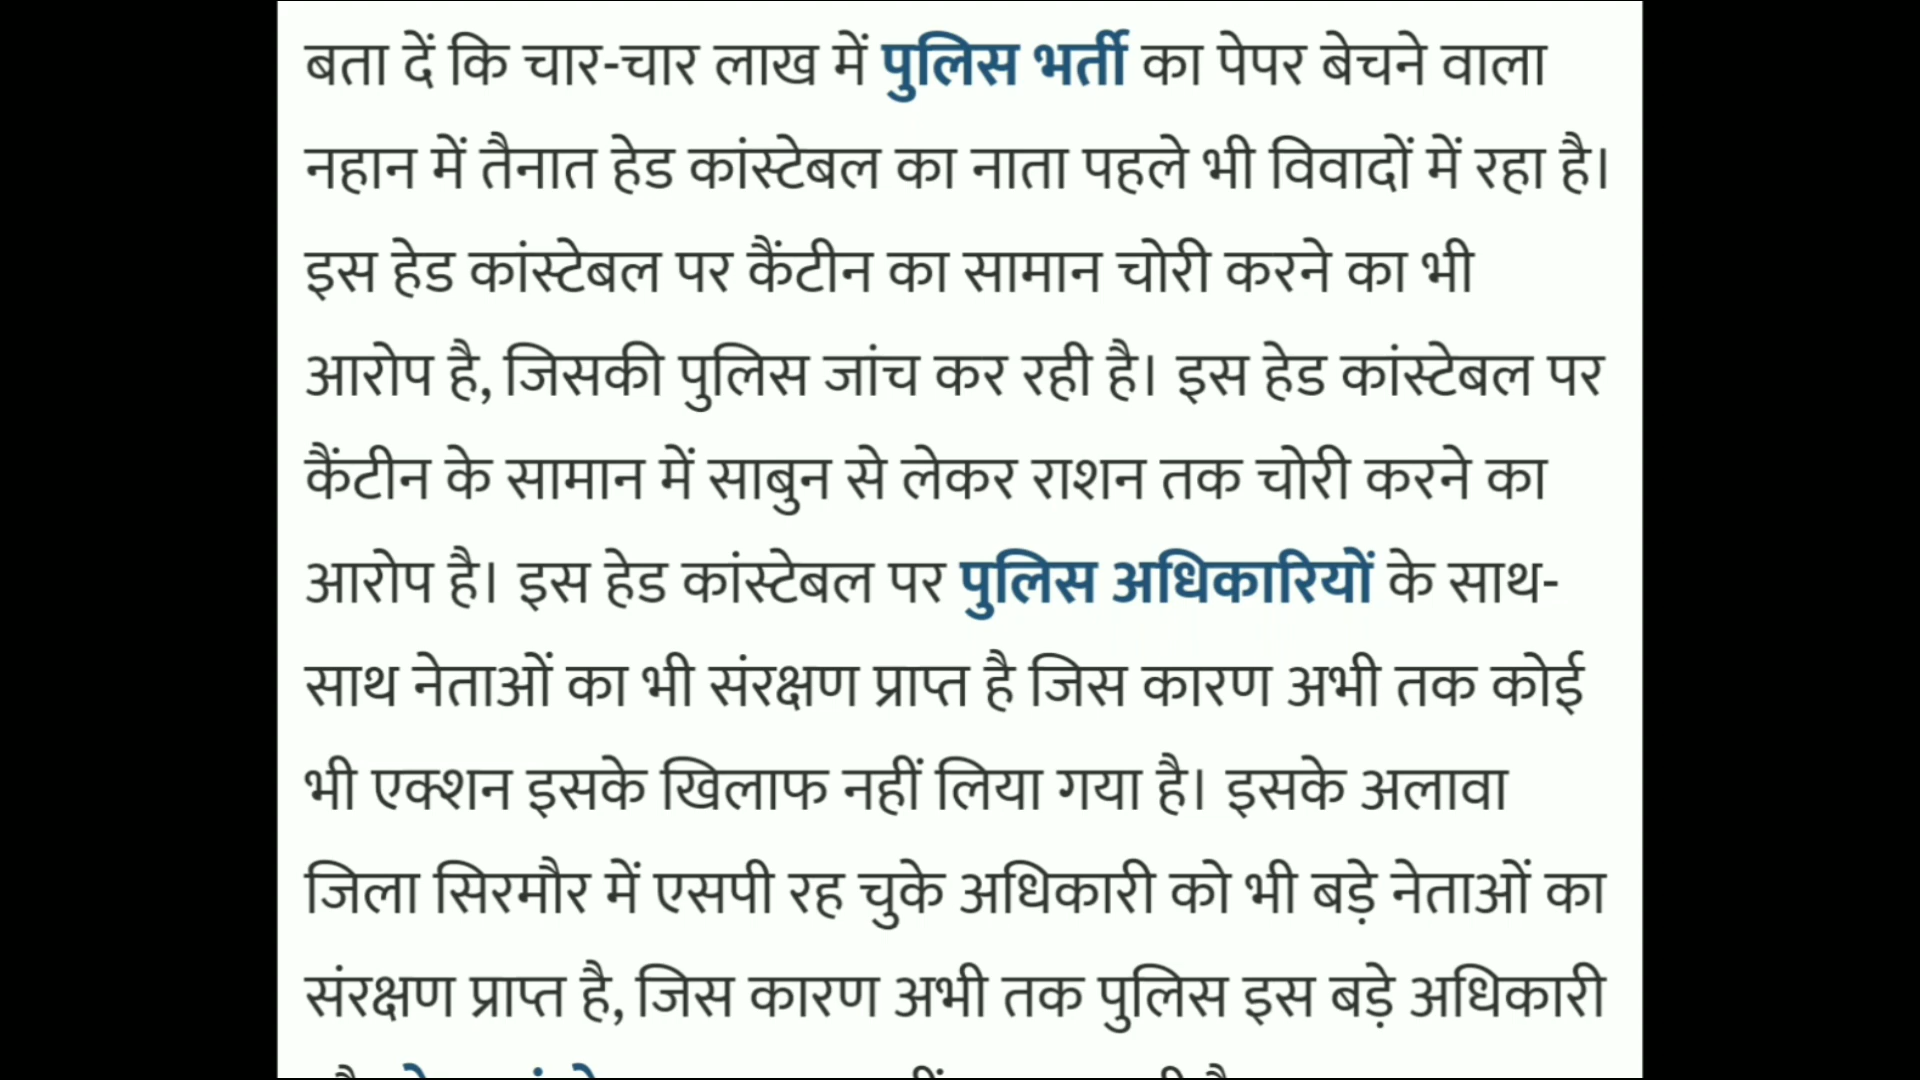 बता दें कि चार-चार लाख में पुलिस भर्ती का पेपर बेचने वाला
नहान में तैनात हेड कांस्टेबल का नाता पहले भी विवादों में रहा है।
इस हेड कांस्टेबल पर कैंटीन का सामान चोरी करने का भी
आरोप है, जिसकी पुलिस जांच कर रही है। इस हेड कांस्टेबल पर
कैंटीन के सामान में साबुन से लेकर राशन तक चोरी करने का
आरोप है। इस हेड कांस्टेबल पर पुलिस अधिकारियों के साथ-
साथ नेताओं का भी संरक्षण प्राप्त है जिस कारण अभी तक कोई
भी एक्शन इसके खिलाफ नहीं लिया गया है। इसके अलावा
जिला सिरमौर में एसपी रह चुके अधिकारी को भी बड़े नेताओं का
संरक्षण प्राप्त है, जिस कारण अभी तक पुलिस इस बड़े अधिकारी